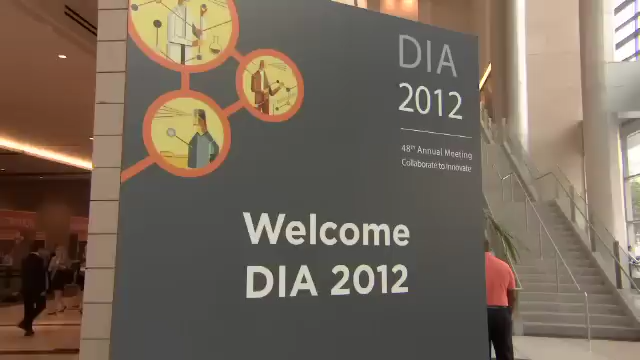 DIA
2012
48th Annual Meeting
Collaborate to Innovate
Welcome
DIA 2012